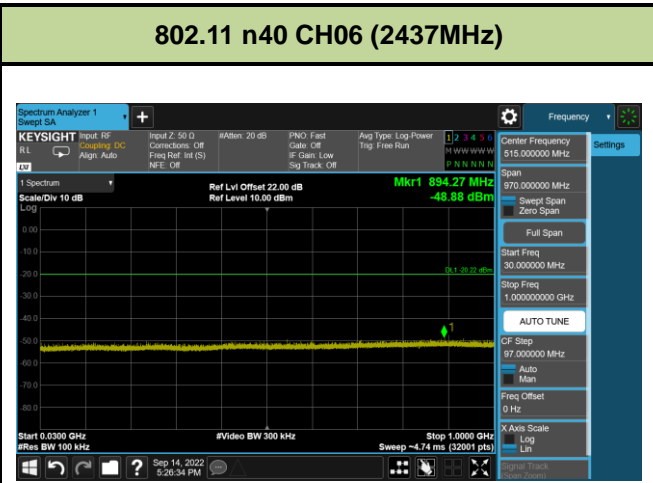 802.11 n40 CH06 (2437MHz)
Spectrum Analyzer 1
Swept SA
+
KEYSIGHT
RL
LXI
Input: RF
Coupling: DC
Align: Auto
Input Z: 50 Ω
Corrections: Off
Freq Ref: Int (S)
NFE: Off
#Atten: 20 dB
PNO: Fast
Gate: Off
IF Gain: Low
Sig Track: Off
Avg Type: Log-Power
Trig: Free Run
1 2 3 4 5 6
M W W W W W
P N N N N N
1 Spectrum
Scale/Div 10 dB
Log
Ref Lvl Offset 22.00 dB
Ref Level 10.00 dBm
Mkr1 894.27 MHz
-48.88 dBm
0.00
-10.0
-20.0
-30.0
-40.0
-50.0
-60.0
-70.0
-80.0
DL1 -20.22 dBm
1
Start 0.0300 GHz
#Res BW 100 kHz
#Video BW 300 kHz
Stop 1.0000 GHz
Sweep ~4.74 ms (32001 pts)
Sep 14, 2022
5:26:34 PM
?
Frequency
Settings
Center Frequency
515.000000 MHz
Span
970.000000 MHz
Swept Span
Zero Span
Full Span
Start Freq
30.000000 MHz
Stop Freq
1.000000000 GHz
AUTO TUNE
CF Step
97.000000 MHz
Auto
Man
Freq Offset
0 Hz
X Axis Scale
Log
Lin
Signal Track
(Span Zoom)